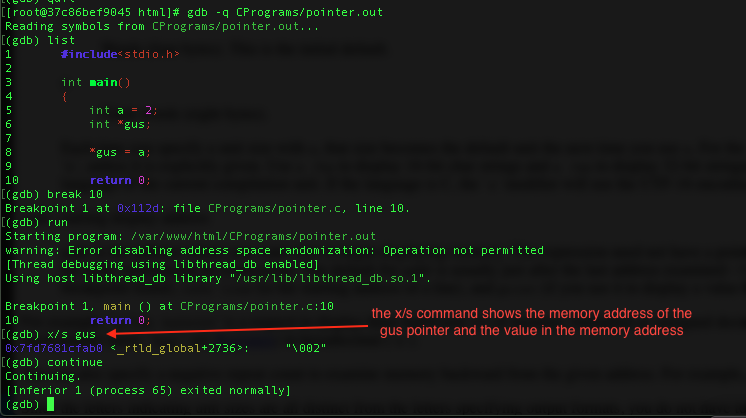 [[root@37c86bef9045 html]# gdb -q CPrograms/pointer.out
Reading symbols from CPrograms/pointer.out...
[(gdb) list
1 #include<stdio.h>
2
3 int main()
4 {
5 int a = 2;
6 int *gus;
7
8 *gus = a;
9
10 return 0;
[(gdb) break 10
Breakpoint 1 at 0x112d: file CPrograms/pointer.c, line 10.
[(gdb) run
Starting program: /var/www/html/CPrograms/pointer.out
warning: Error disabling address space randomization: Operation not permitted
[Thread debugging using libthread_db enabled]
Using host libthread_db library "/usr/lib/libthread_db.so.1".
Breakpoint 1, main () at CPrograms/pointer.c:10
10 return 0;
[(gdb) x/s gus
0x7fd7681cfab0 <_rtld_global+2736>: "\002"
[(gdb) continue
Continuing.
[Inferior 1 (process 65) exited normally]
(gdb)
the x/s command shows the memory address of the
gus pointer and the value in the memory address